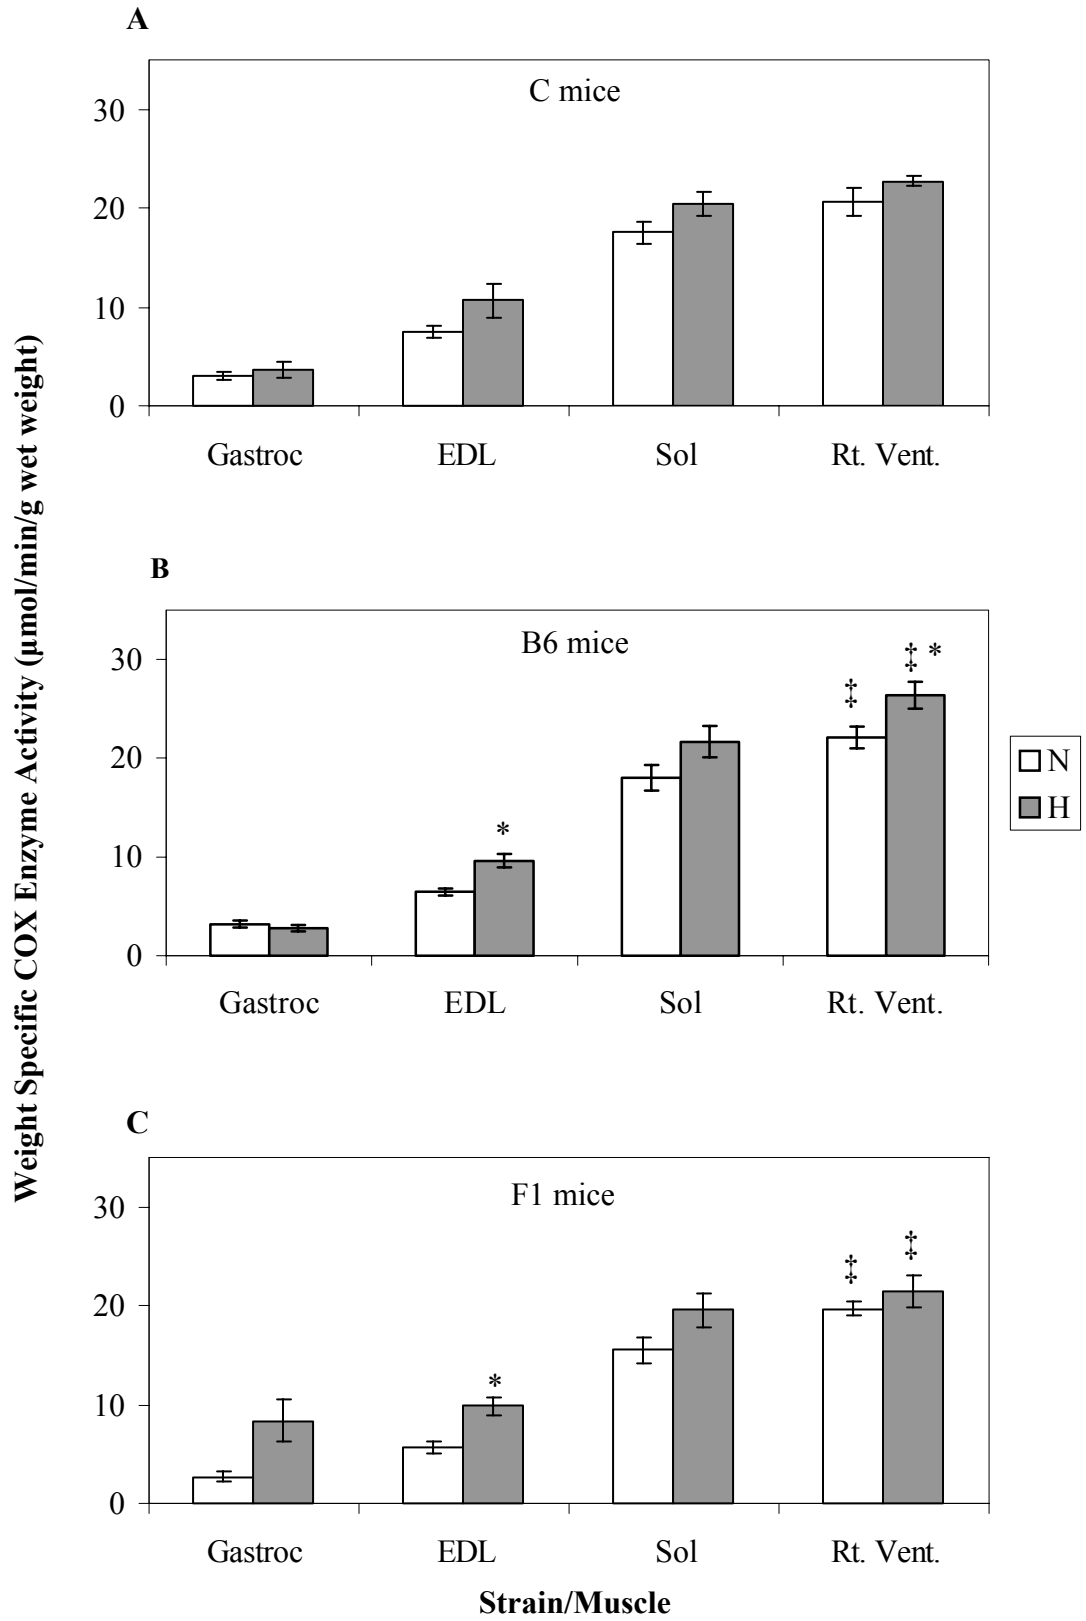 A
C mice
30
20
10
0
Gastroc EDL Sol Rt. Vent.
Weight Specific COX Enzyme Activity (µmol/min/g wet weight)
B
B6 mice
‡ *
30
‡
20
*
10
0
Gastroc EDL Sol Rt. Vent.
N
H
C
F1 mice
30
‡
‡
20
*
10
0
Gastroc EDL Sol Rt. Vent.
Strain/Muscle